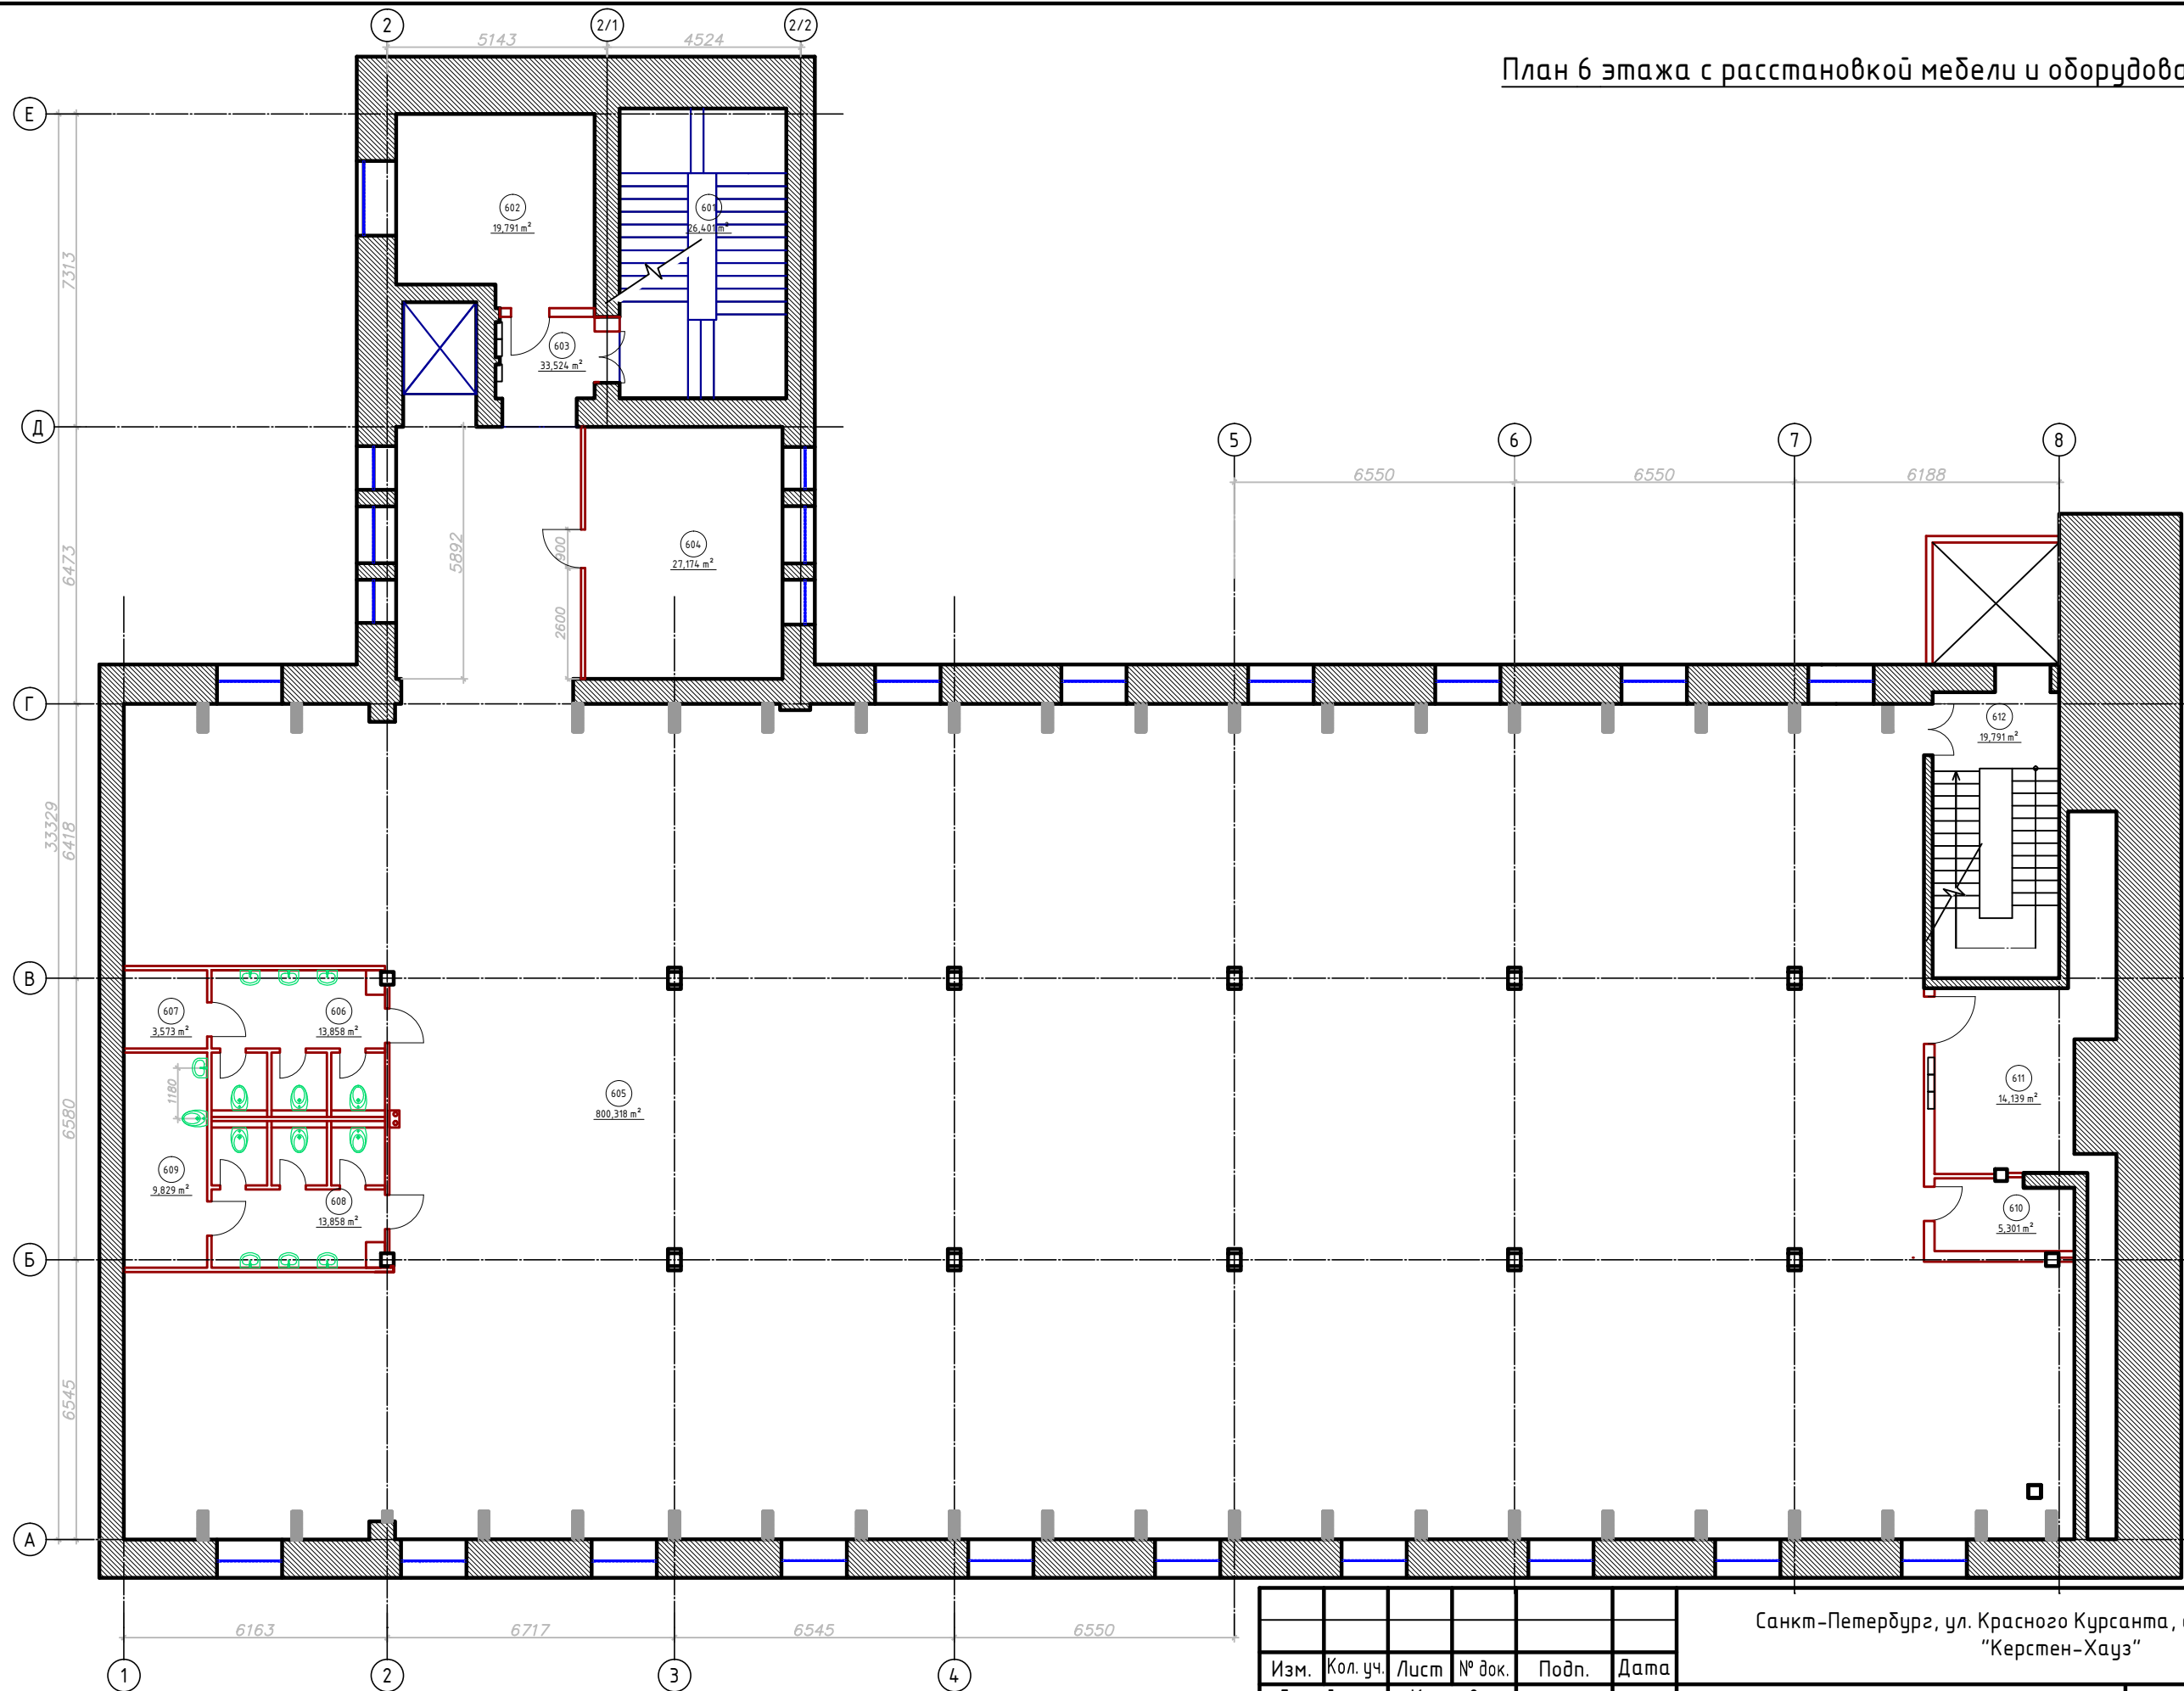 2
2/1
2/2
5143
4524
План 6 этажа с расстановкой мебели и
Е
602
19,791 m²
601
26,401 m²
7313
603
33,524 m²
Д
5
6
7
8
6550
6550
6188
6473
5892
900
604
27,174 m²
2600
Г
612
19,791 m²
33329
6418
В
607
3,573 m²
606
13,858 m²
1180
605
800,318 m²
611
14,139 m²
6580
609
9,829 m²
608
13,858 m²
610
5,301 m²
Б
6545
А
6163
6717
6545
6550
1
2
3
4
Санкт-Петербург, ул. Красного Курсанта,
"Керстен-Хауз"
Изм.
Кол. уч.
Лист
№ док.
Подп.
Дата